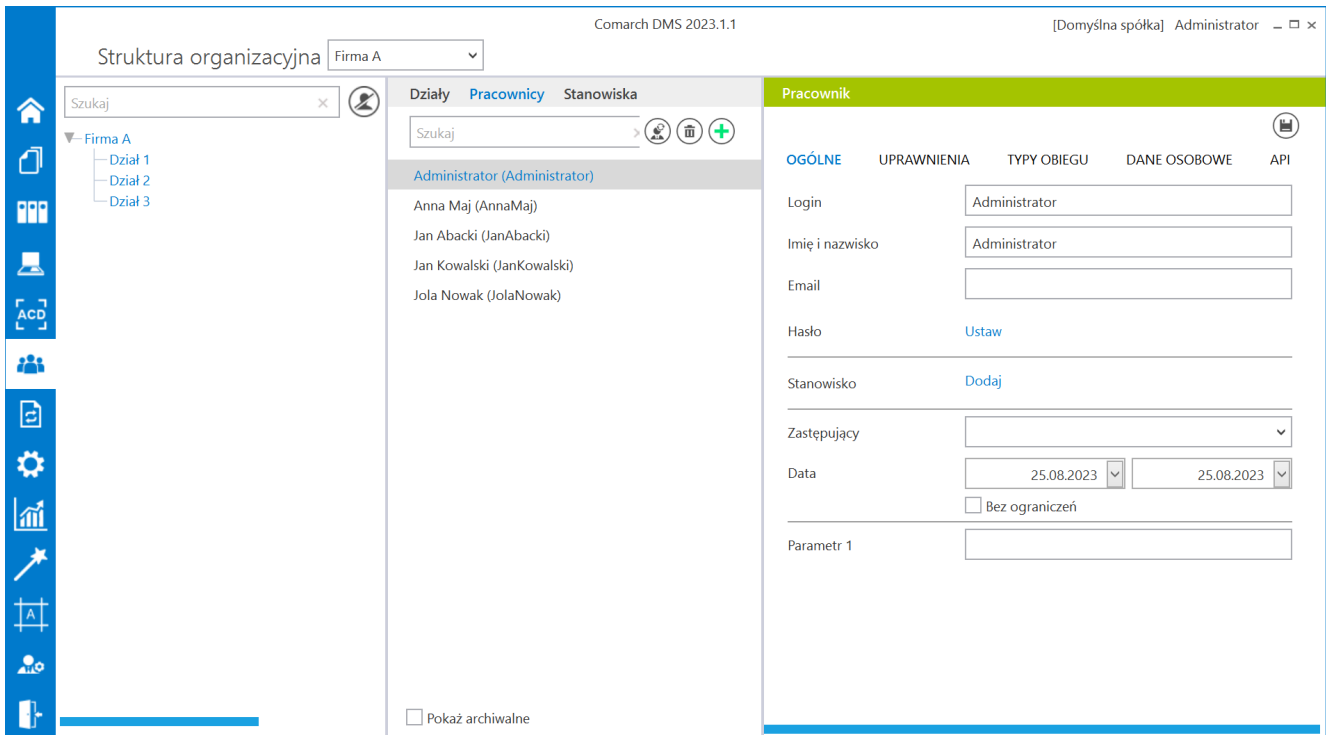 Comarch DMS 2023.1.1
[Domyślna spółka] Administrator
Struktura organizacyjna Firma A
Szukaj
Firma A
Dział 1
Dział 2
Dział 3
ACD
A
Działy Pracownicy Stanowiska
Szukaj
Administrator (Administrator)
Anna Maj (AnnaMaj)
Jan Abacki (JanAbacki)
Jan Kowalski (JanKowalski)
Jola Nowak (JolaNowak)
Pokaż archiwalne
Pracownik
OGÓLNE UPRAWNIENIA TYPY OBIEGU DANE OSOBOWE API
Login Administrator
Imię i nazwisko Administrator
Email
Hasło Ustaw
Stanowisko Dodaj
Zastępujący
Data 25.08.2023 25.08.2023
Bez ograniczeń
Parametr 1